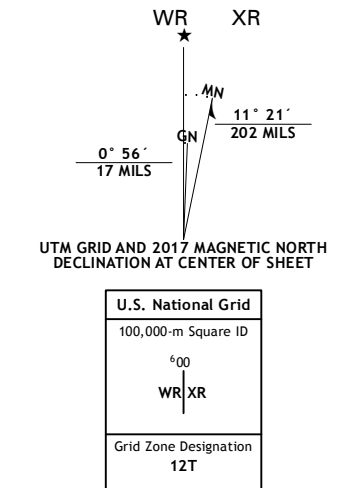 WR XR
MN
11° 21´
202 MILS
GN
0° 56´
17 MILS
UTM GRID AND 2017 MAGNETIC NORTH
DECLINATION AT CENTER OF SHEET
U.S. National Grid
100,000-m Square ID
⁶00
WR XR
Grid Zone Designation
12T